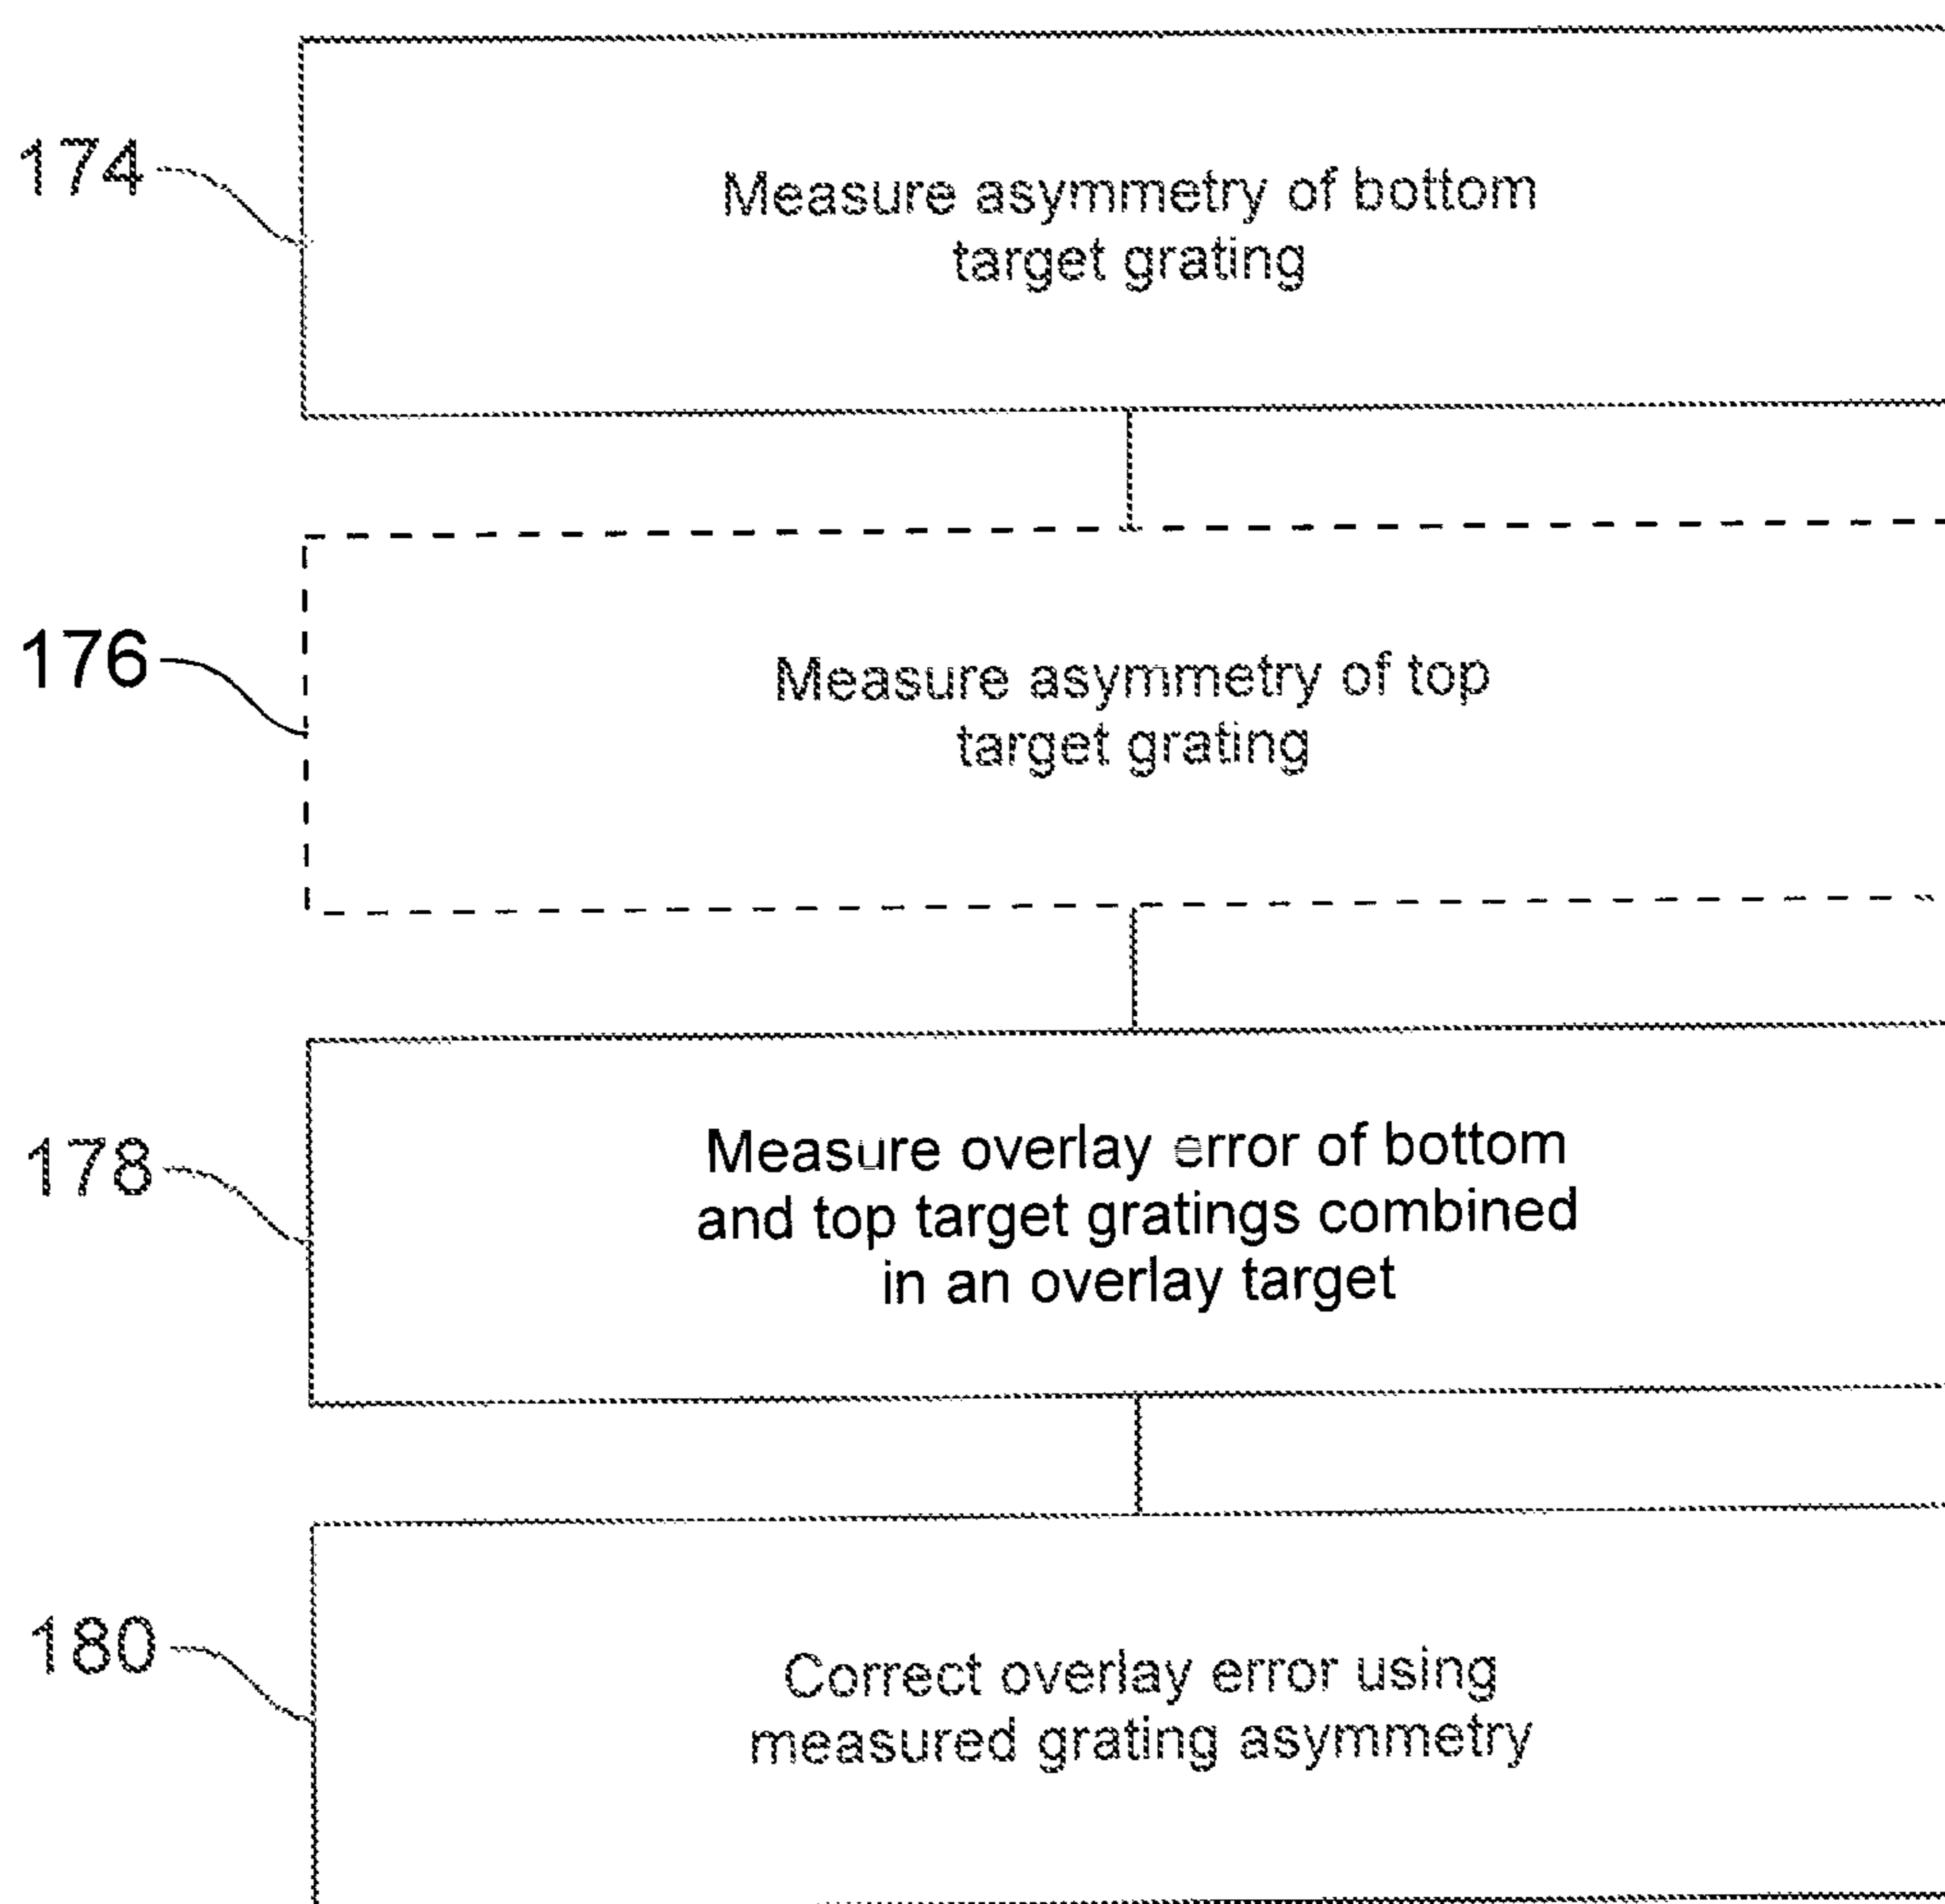 174
Measure asymmetry of bottom
target grating
176
Measure asymmetry of top
target grating
178
Measure overlay error of bottom
and top target gratings combined
in an overlay target
180
Correct overlay error using
measured grating asymmetry